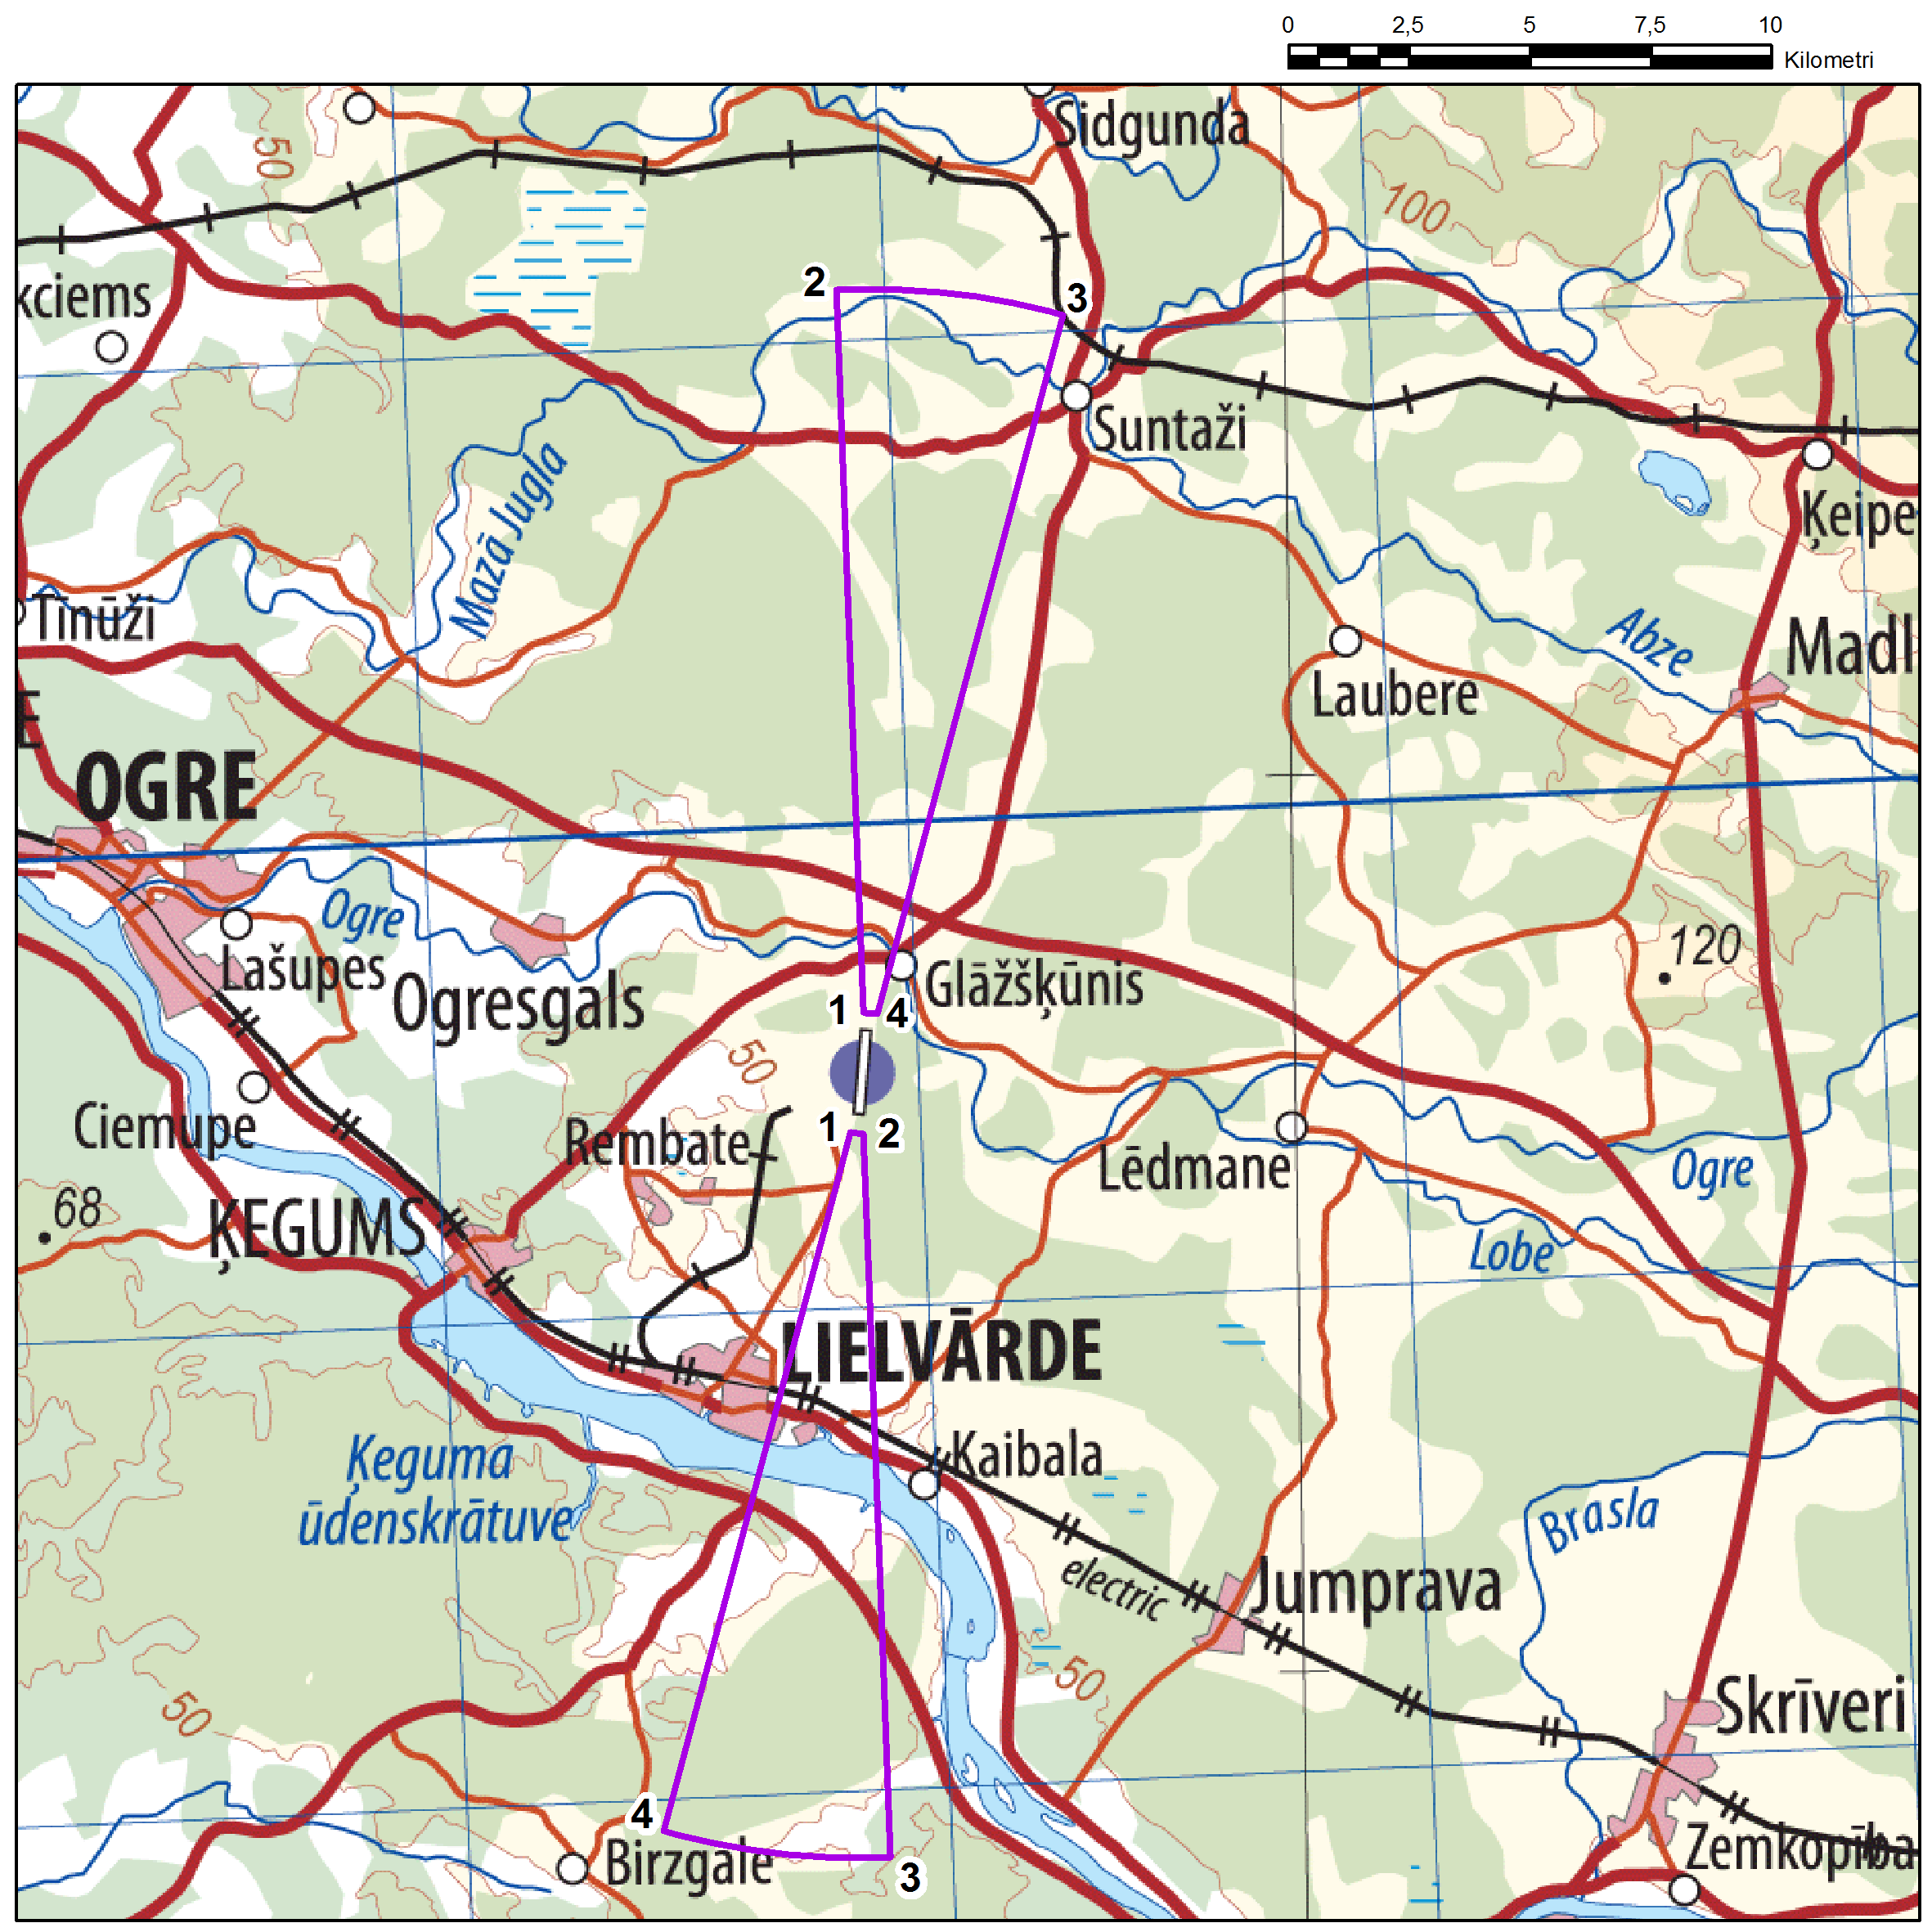 0 2,5 5 7,5 10
Kilometri
Sidgunda
50
100
kciems
2
3
Suntaži
Ķeipe
Mazā Jugla
Tīnūži
Abze
Madl
Laubere
E
OGRE
Ogre
120
Lašupes
Ogresgals
Glāžšķūnis
1 4
50
Ciemupe
Rembate
1 2
Lēdmane
Ogre
68
ĶEGUMS
Lobe
LIELVĀRDE
Ķeguma
ūdenskrātuve
Kaibala
Brasla
electric
Jumprava
50
50
Skrīveri
4
Birzgale
3
Zemkopība